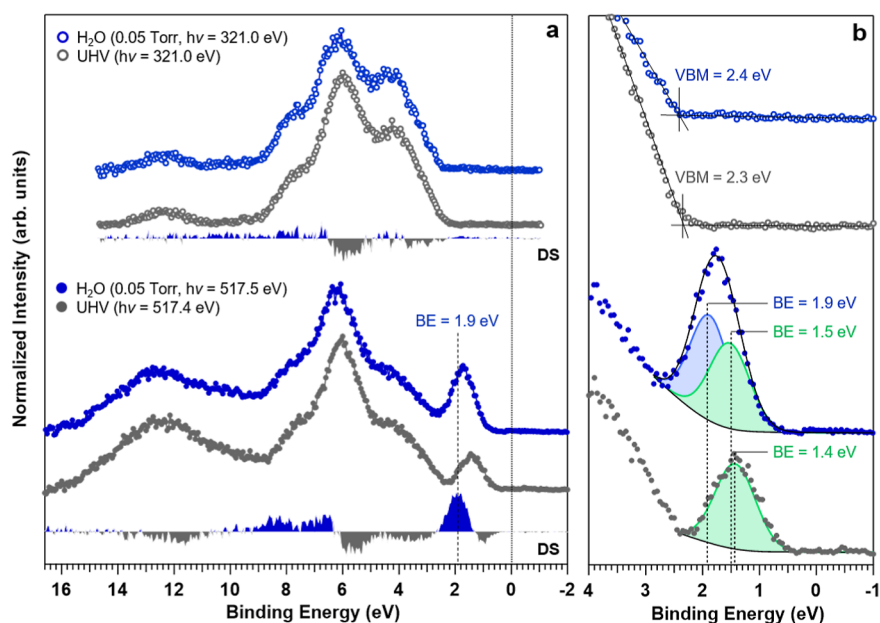 a
H₂O (0.05 Torr, hν = 321.0 eV)
UHV (hν = 321.0 eV)
DS
H₂O (0.05 Torr, hν = 517.5 eV)
UHV (hν = 517.4 eV)
BE = 1.9 eV
DS
Normalized Intensity (arb. units)
16 14 12 10 8 6 4 2 0 -2
Binding Energy (eV)
b
VBM = 2.4 eV
VBM = 2.3 eV
BE = 1.9 eV
BE = 1.5 eV
BE = 1.4 eV
4 3 2 1 0 -1
Binding Energy (eV)